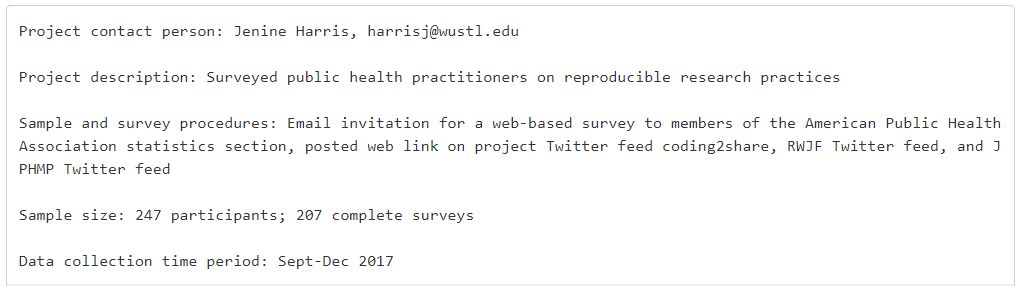 Project contact person: Jenine Harris, harrisj@wustl.edu
Project description: Surveyed public health practitioners on reproducible research practices
Sample and survey procedures: Email invitation for a web-based survey to members of the American Public Health
Association statistics section, posted web link on project Twitter feed coding2share, RWJF Twitter feed, and J
PHMP Twitter feed
Sample size: 247 participants; 207 complete surveys
Data collection time period: Sept-Dec 2017